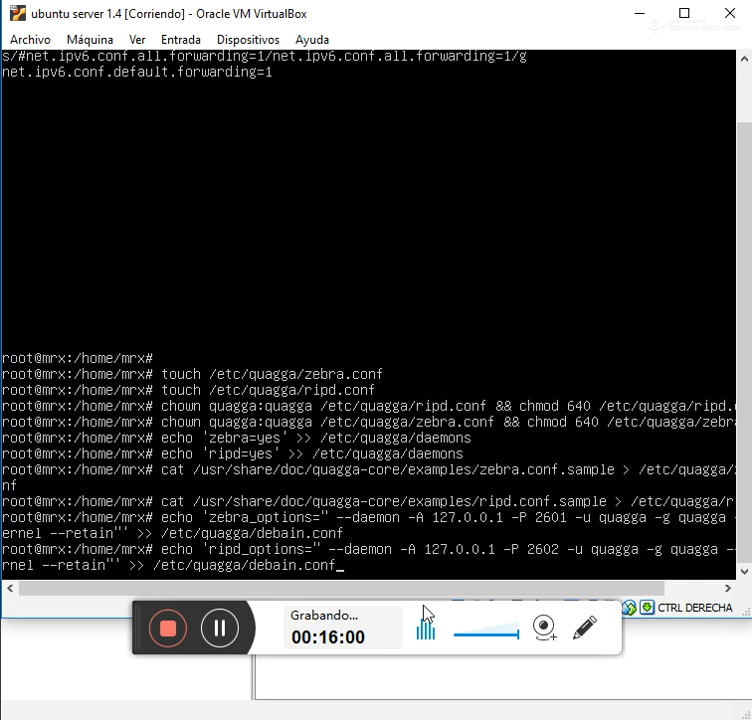 ubuntu server 1.4 [Corriendo] - Oracle VM VirtualBox
Archivo Máquina Ver Entrada Dispositivos Ayuda
s/#net.ipv6.conf.all.forwarding=1/net.ipv6.conf.all.forwarding=1/g
net.ipv6.conf.default.forwarding=1
root@mrx:/home/mrx#
root@mrx:/home/mrx# touch /etc/quagga/zebra.conf
root@mrx:/home/mrx# touch /etc/quagga/ripd.conf
root@mrx:/home/mrx# chown quagga:quagga /etc/quagga/ripd.conf && chmod 640 /etc/quagga/ripd.
root@mrx:/home/mrx# chown quagga:quagga /etc/quagga/zebra.conf && chmod 640 /etc/quagga/zebra
root@mrx:/home/mrx# echo 'zebra=yes' >> /etc/quagga/daemons
root@mrx:/home/mrx# echo 'ripd=yes' >> /etc/quagga/daemons
root@mrx:/home/mrx# cat /usr/share/doc/quagga-core/examples/zebra.conf.sample > /etc/quagga/
nf
root@mrx:/home/mrx# cat /usr/share/doc/quagga-core/examples/ripd.conf.sample > /etc/quagga/r
root@mrx:/home/mrx# echo 'zebra_options=" --daemon -A 127.0.0.1 -P 2601 -u quagga -g quagga -
ernel --retain"' >> /etc/quagga/debain.conf
root@mrx:/home/mrx# echo 'ripd_options=" --daemon -A 127.0.0.1 -P 2602 -u quagga -g quagga -
rnel --retain"' >> /etc/quagga/debain.conf_
CTRL DERECHA
Grabando...
00:16:00